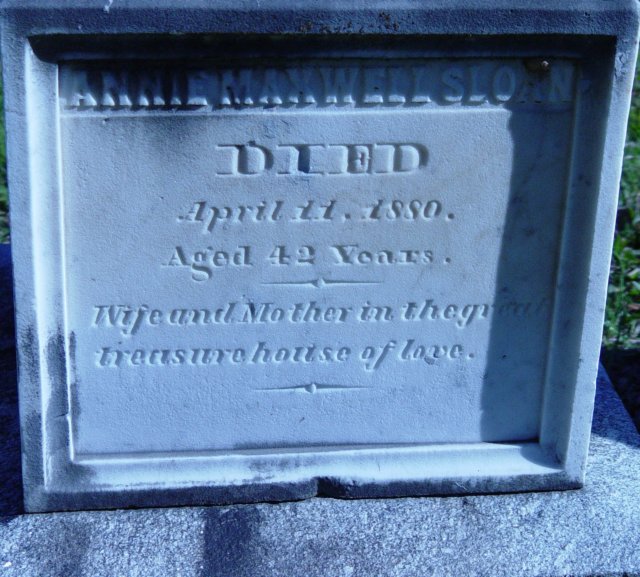 ANNIE MAXWELL SLOAN
DIED
April 11. 1880.
Aged 42 Years.
Wife and Mother in the great
treasure house of love.